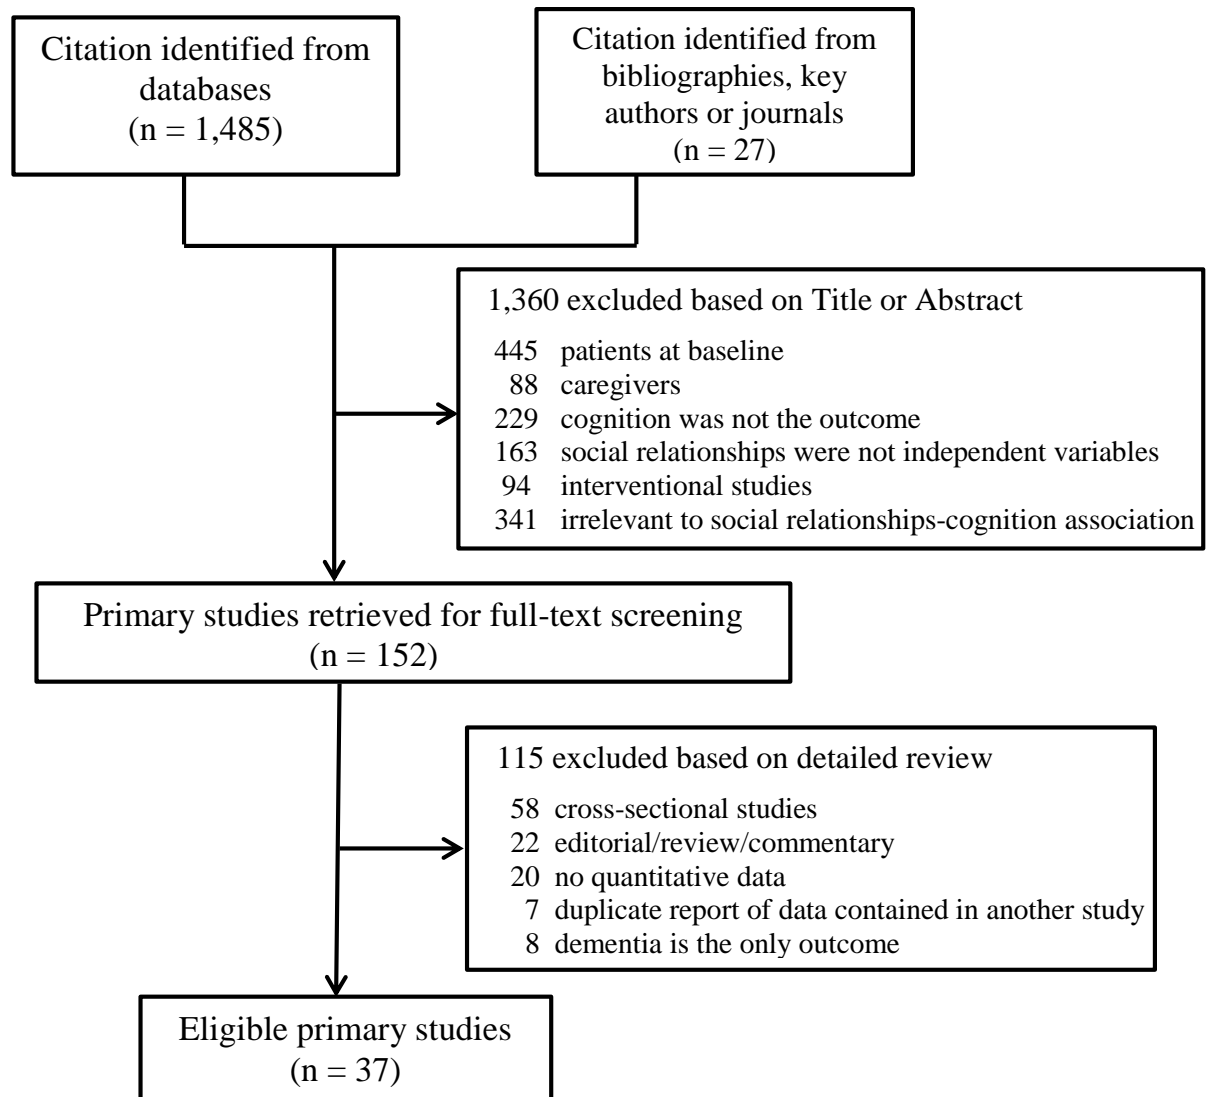 Citation identified from
databases
(n = 1,485)
Citation identified from
bibliographies, key
authors or journals
(n = 27)
1,360 excluded based on Title or Abstract
445 patients at baseline
88 caregivers
229 cognition was not the outcome
163 social relationships were not independent variables
94 interventional studies
341 irrelevant to social relationships-cognition association
Primary studies retrieved for full-text screening
(n = 152)
115 excluded based on detailed review
58 cross-sectional studies
22 editorial/review/commentary
20 no quantitative data
7 duplicate report of data contained in another study
8 dementia is the only outcome
Eligible primary studies
(n = 37)